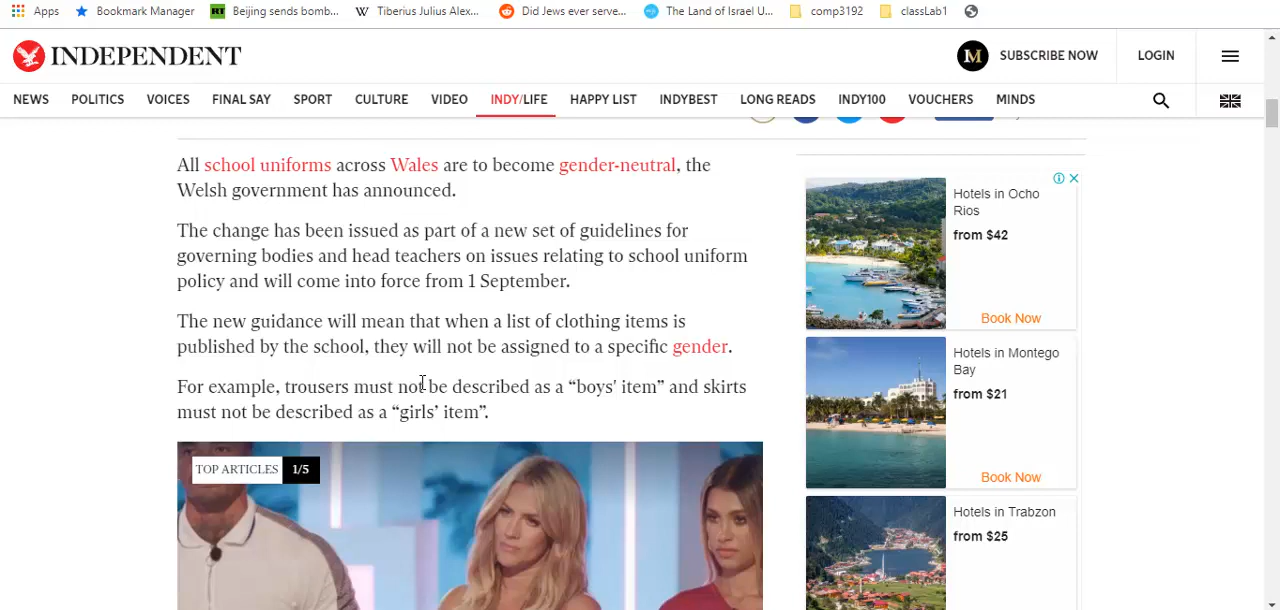 Apps Bookmark Manager Beijing sends bomb... Tiberius Julius Alex... Did Jews ever serve... The Land of Israel U... comp3192 classLab1
INDEPENDENT SUBSCRIBE NOW LOGIN
NEWS POLITICS VOICES FINAL SAY SPORT CULTURE VIDEO INDY/LIFE HAPPY LIST INDYBEST LONG READS INDY100 VOUCHERS MINDS
All school uniforms across Wales are to become gender-neutral, the
Welsh government has announced.
The change has been issued as part of a new set of guidelines for
governing bodies and head teachers on issues relating to school uniform
policy and will come into force from 1 September.
The new guidance will mean that when a list of clothing items is
published by the school, they will not be assigned to a specific gender.
For example, trousers must not be described as a “boys' item” and skirts
must not be described as a “girls’ item”.
TOP ARTICLES 1/5
Hotels in Ocho
Rios
from $42
Book Now
Hotels in Montego
Bay
from $21
Book Now
Hotels in Trabzon
from $25